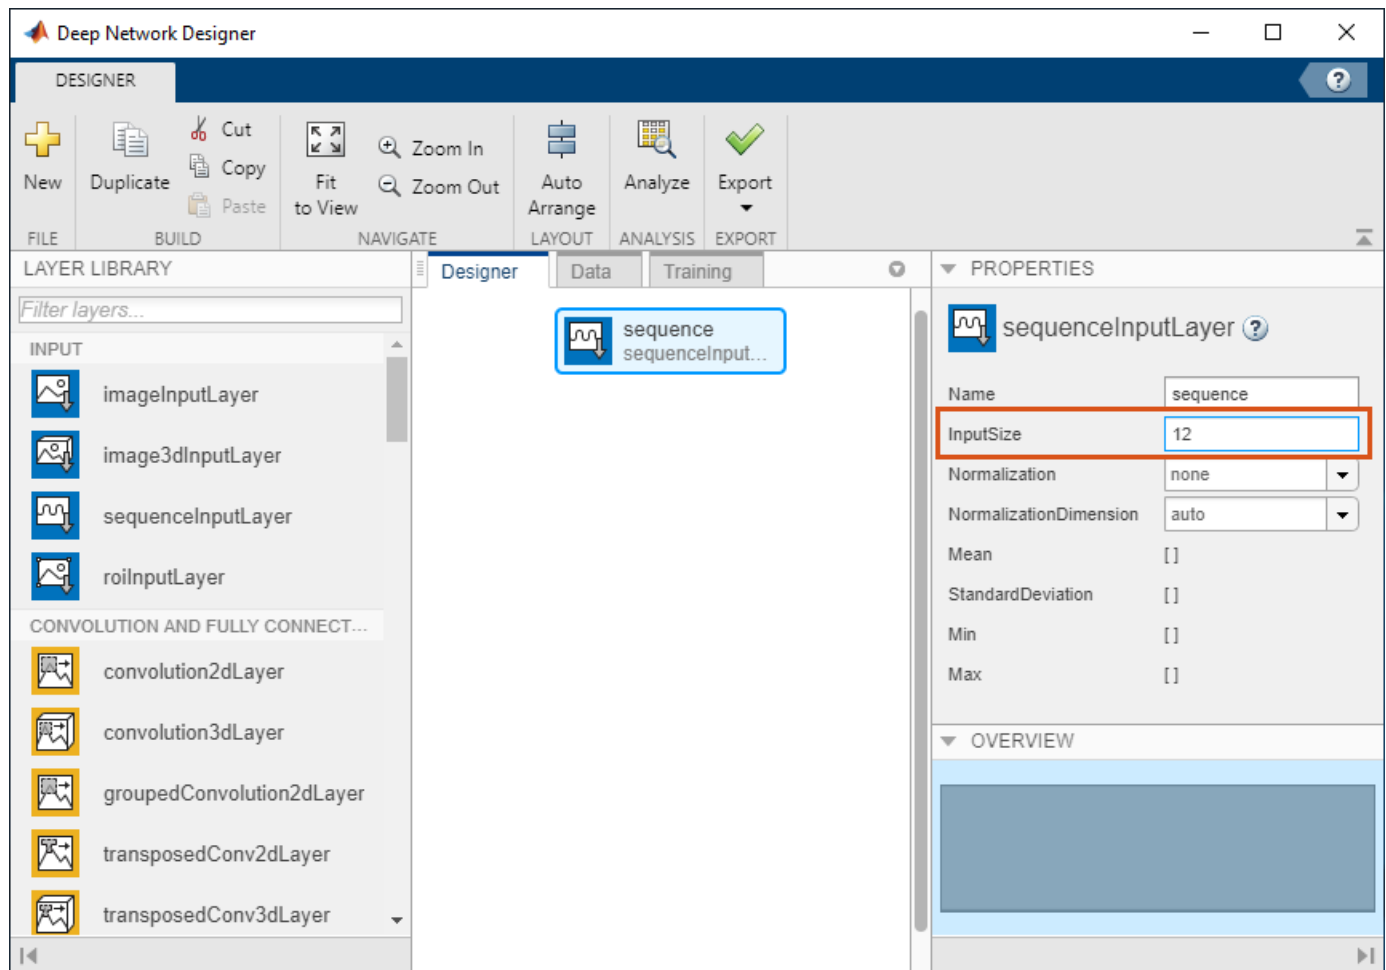 Deep Network Designer
DESIGNER
?
New
Duplicate
Cut
Copy
Paste
Fit
to View
Zoom In
Zoom Out
Auto
Arrange
Analyze
Export
FILE
BUILD
NAVIGATE
LAYOUT
ANALYSIS
EXPORT
LAYER LIBRARY
Filter layers...
INPUT
imageInputLayer
image3dInputLayer
sequenceInputLayer
roiInputLayer
CONVOLUTION AND FULLY CONNECT...
convolution2dLayer
convolution3dLayer
groupedConvolution2dLayer
transposedConv2dLayer
transposedConv3dLayer
Designer
Data
Training
sequence
sequenceInput...
PROPERTIES
sequenceInputLayer ?
Name sequence
InputSize 12
Normalization none
NormalizationDimension auto
Mean []
StandardDeviation []
Min []
Max []
OVERVIEW